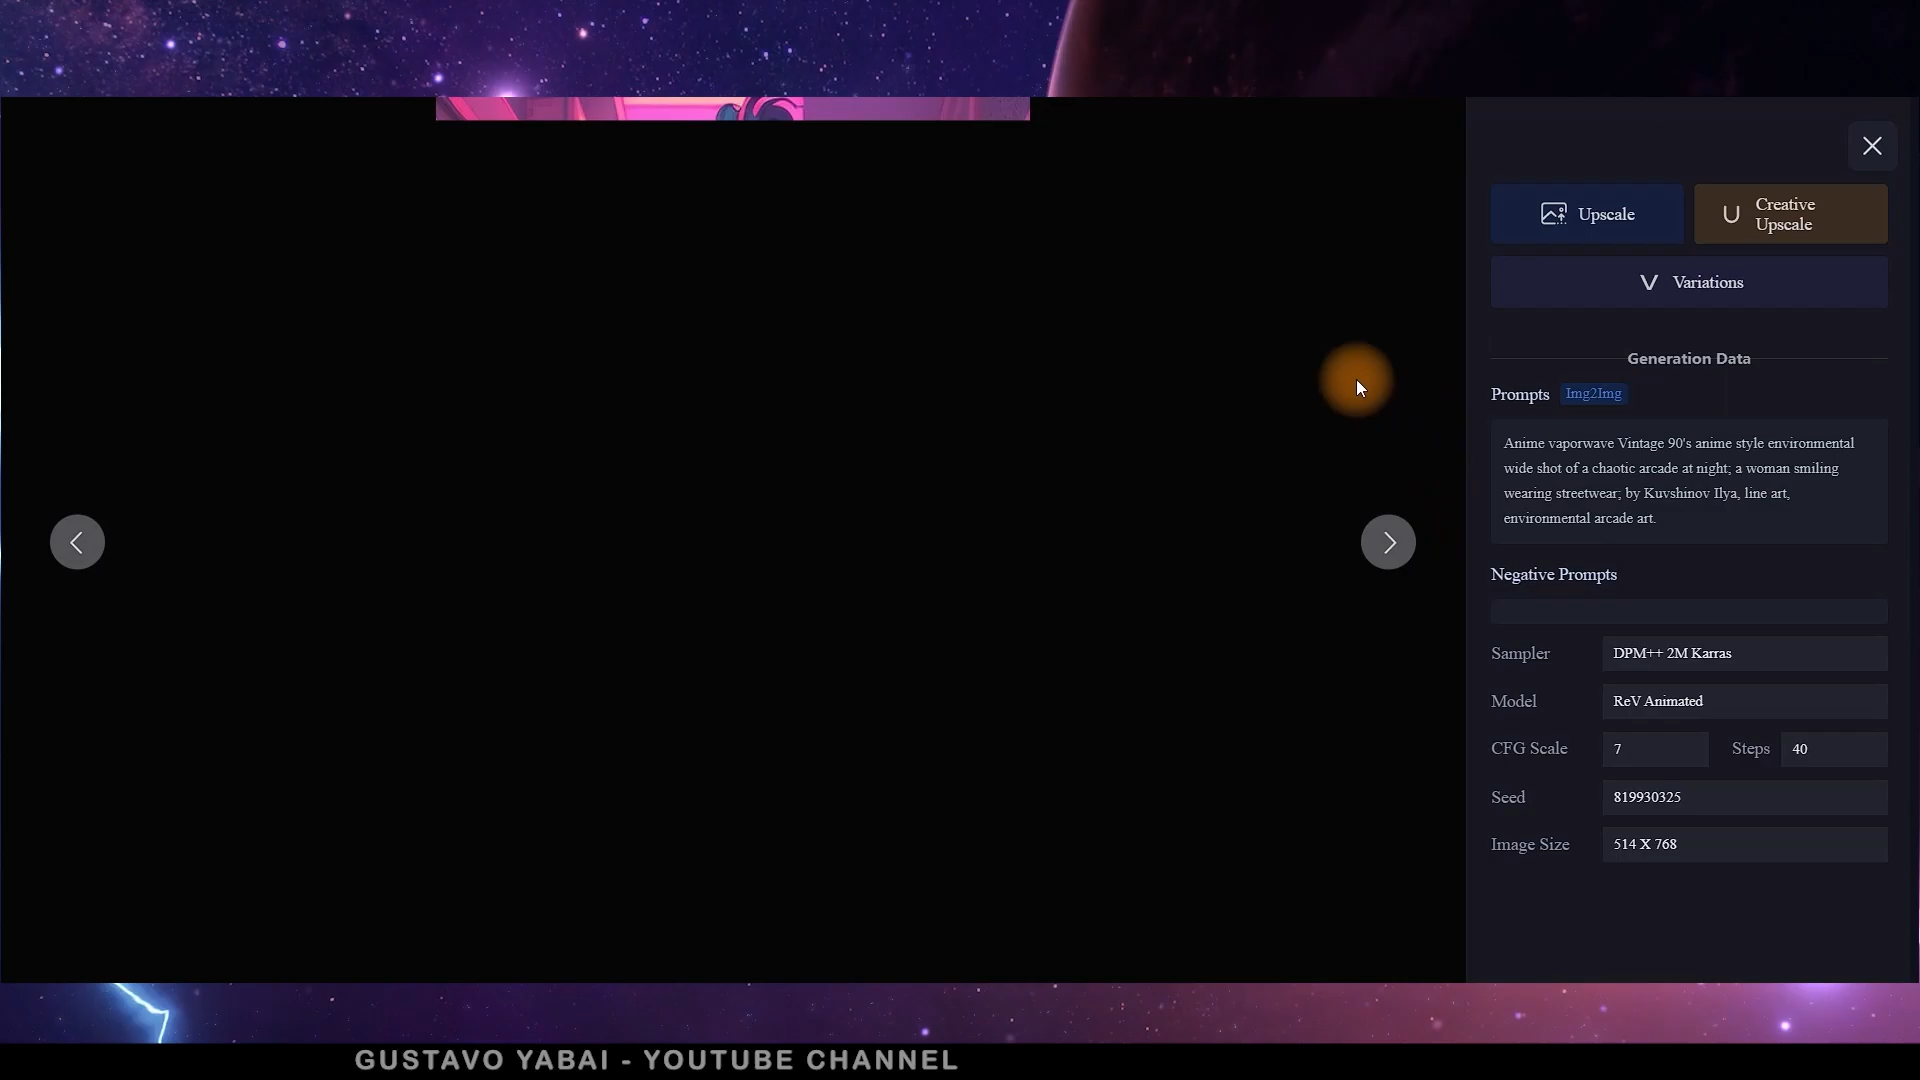 Upscale
Creative
Upscale
Variations
Generation Data
Prompts Img2Img
Anime vaporwave Vintage 90's anime style environmental
wide shot of a chaotic arcade at night; a woman smiling
wearing streetwear; by Kuvshinov Ilya, line art,
environmental arcade art.
Negative Prompts
Sampler DPM++ 2M Karras
Model ReV Animated
CFG Scale 7 Steps 40
Seed 819930325
Image Size 514 X 768
GUSTAVO YABAI - YOUTUBE CHANNEL